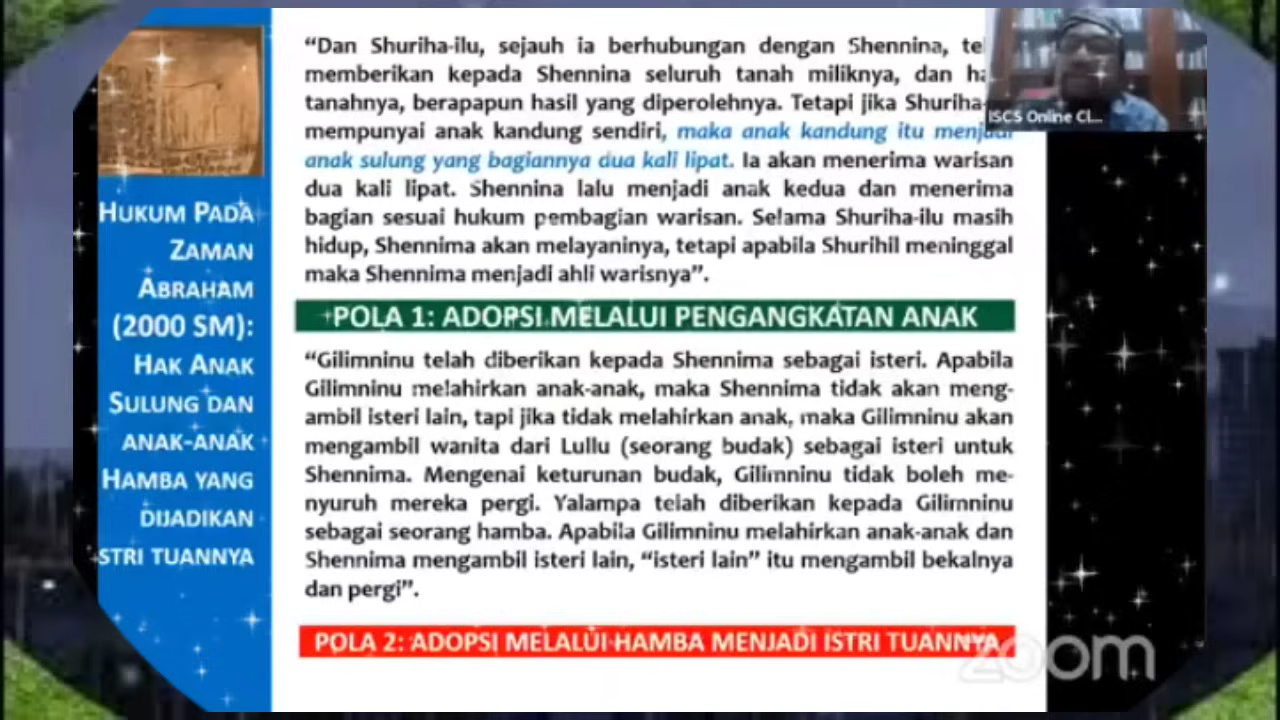 HUKUM PADA
ZAMAN
ABRAHAM
(2000 SM):
HAK ANAK
SULUNG DAN
ANAK-ANAK
HAMBA YANG
DIJADIKAN
STRI TUANNYA
“Dan Shuriha-ilu, sejauh ia berhubungan dengan Shennina, te
memberikan kepada Shennina seluruh tanah miliknya, dan ha
tanahnya, berapapun hasil yang diperolehnya. Tetapi jika Shuriha-
mempunyai anak kandung sendiri, maka anak kandung itu menjadi
anak sulung yang bagiannya dua kali lipat. Ia akan menerima warisan
dua kali lipat. Shennina lalu menjadi anak kedua dan menerima
bagian sesuai hukum pembagian warisan. Selama Shuriha-ilu masih
hidup, Shennima akan melayaninya, tetapi apabila Shurihil meninggal
maka Shennima menjadi ahli warisnya”.
POLA 1: ADOPSI MELALUI PENGANGKATAN ANAK
“Gilimninu telah diberikan kepada Shennima sebagai isteri. Apabila
Gilimninu melahirkan anak-anak, maka Shennima tidak akan meng-
ambil isteri lain, tapi jika tidak melahirkan anak, maka Gilimninu akan
mengambil wanita dari Lullu (seorang budak) sebagai isteri untuk
Shennima. Mengenai keturunan budak, Gilimninu tidak boleh me-
nyuruh mereka pergi. Yalampa telah diberikan kepada Gilimninu
sebagai seorang hamba. Apabila Gilimninu melahirkan anak-anak dan
Shennima mengambil isteri lain, “isteri lain” itu mengambil bekalnya
dan pergi”.
POLA 2: ADOPSI MELALUI HAMBA MENJADI ISTRI TUANNYA
ISCS Online Cl...
zoom